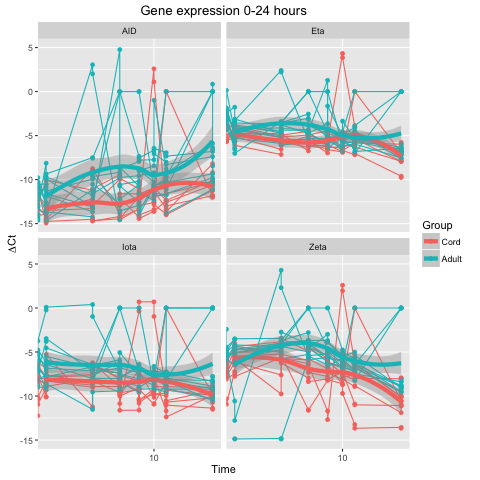 Gene expression 0-24 hours
AID
Eta
5
0
-5
-10
-15
Iota
Zeta
5
0
-5
-10
-15
10
10
Time
ΔCt
Group
Cord
Adult